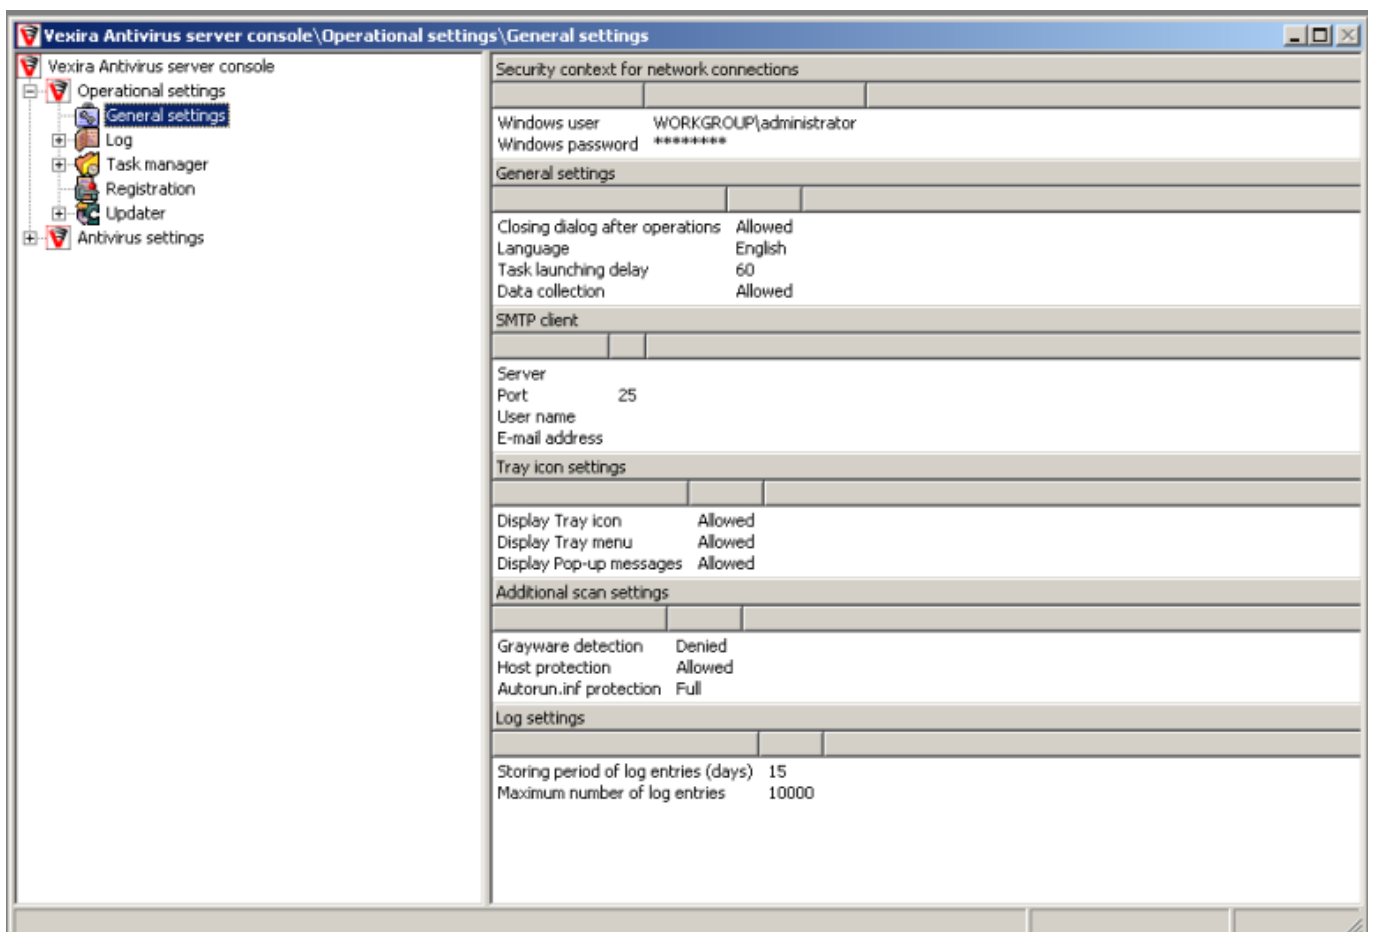 Vexira Antivirus server console\Operational settings\General settings
Vexira Antivirus server console
Operational settings
General settings
Log
Task manager
Registration
Updater
Antivirus settings
Security context for network connections
Windows user WORKGROUP\administrator
Windows password ********
General settings
Closing dialog after operations Allowed
Language English
Task launching delay 60
Data collection Allowed
SMTP client
Server
Port 25
User name
E-mail address
Tray icon settings
Display Tray icon Allowed
Display Tray menu Allowed
Display Pop-up messages Allowed
Additional scan settings
Grayware detection Denied
Host protection Allowed
Autorun.inf protection Full
Log settings
Storing period of log entries (days) 15
Maximum number of log entries 10000